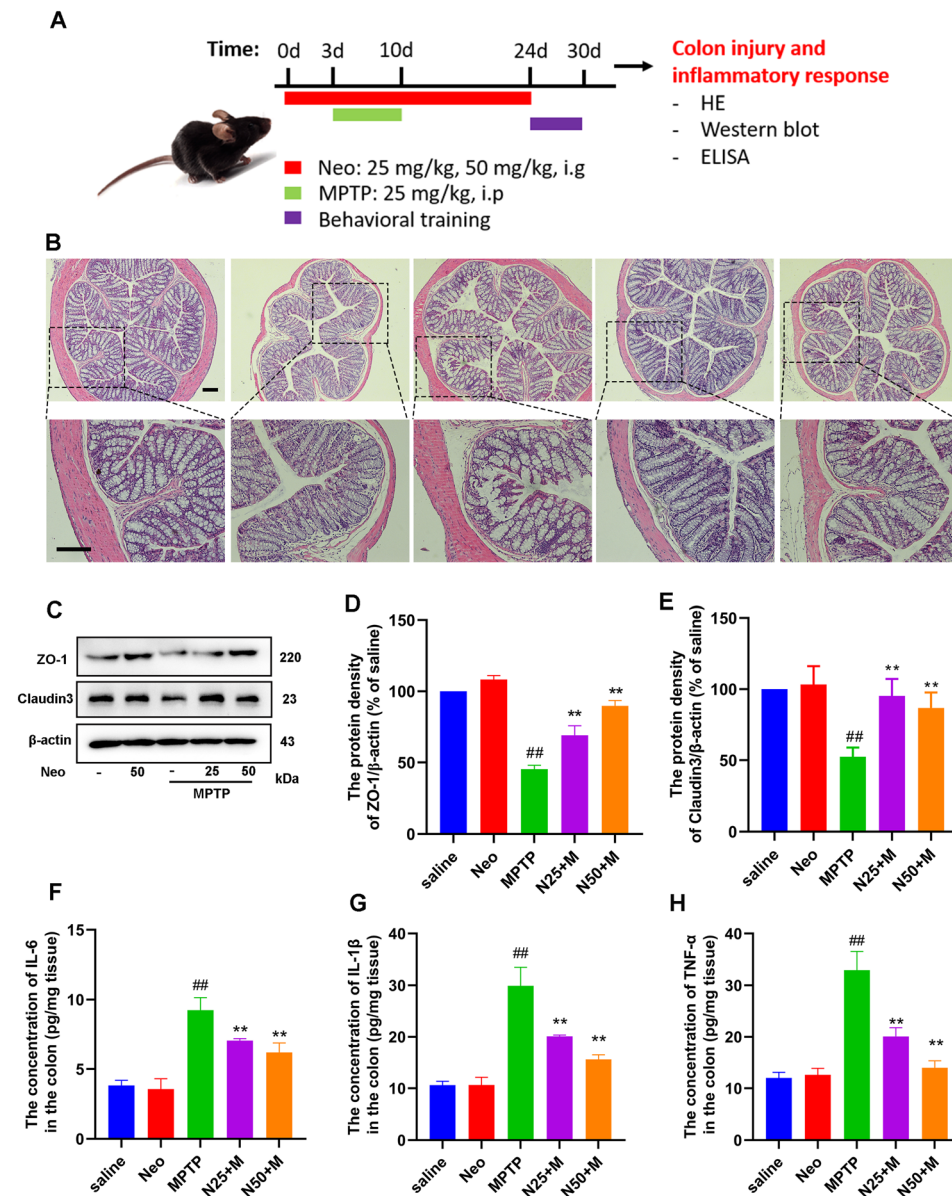 A
Time: 0d 3d 10d 24d 30d
Colon injury and
inflammatory response
- HE
- Western blot
- ELISA
Neo: 25 mg/kg, 50 mg/kg, i.g
MPTP: 25 mg/kg, i.p
Behavioral training
B
C
ZO-1 220
Claudin3 23
β-actin 43
Neo - 50 - 25 50 kDa
MPTP
D
The protein density
of ZO-1/β-actin (% of saline)
150
100
50
0
##
**
**
saline Neo MPTP N25+M N50+M
E
The protein density
of Claudin3/β-actin (% of saline)
150
100
50
0
##
**
**
saline Neo MPTP N25+M N50+M
F
The concentration of IL-6
in the colon (pg/mg tissue)
15
10
5
0
##
**
**
saline Neo MPTP N25+M N50+M
G
The concentration of IL-1β
in the colon (pg/mg tissue)
40
30
20
10
0
##
**
**
saline Neo MPTP N25+M N50+M
H
The concentration of TNF-α
in the colon (pg/mg tissue)
40
30
20
10
0
##
**
**
saline Neo MPTP N25+M N50+M